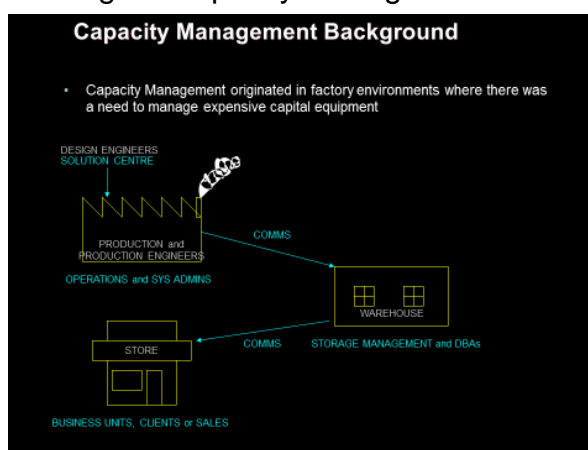 Capacity Management Background
• Capacity Management originated in factory environments where there was
a need to manage expensive capital equipment
DESIGN ENGINEERS
SOLUTION CENTRE
PRODUCTION and
PRODUCTION ENGINEERS
OPERATIONS and SYS ADMINS
COMMS
WAREHOUSE
STORAGE MANAGEMENT and DBAs
COMMS
STORE
BUSINESS UNITS, CLIENTS or SALES